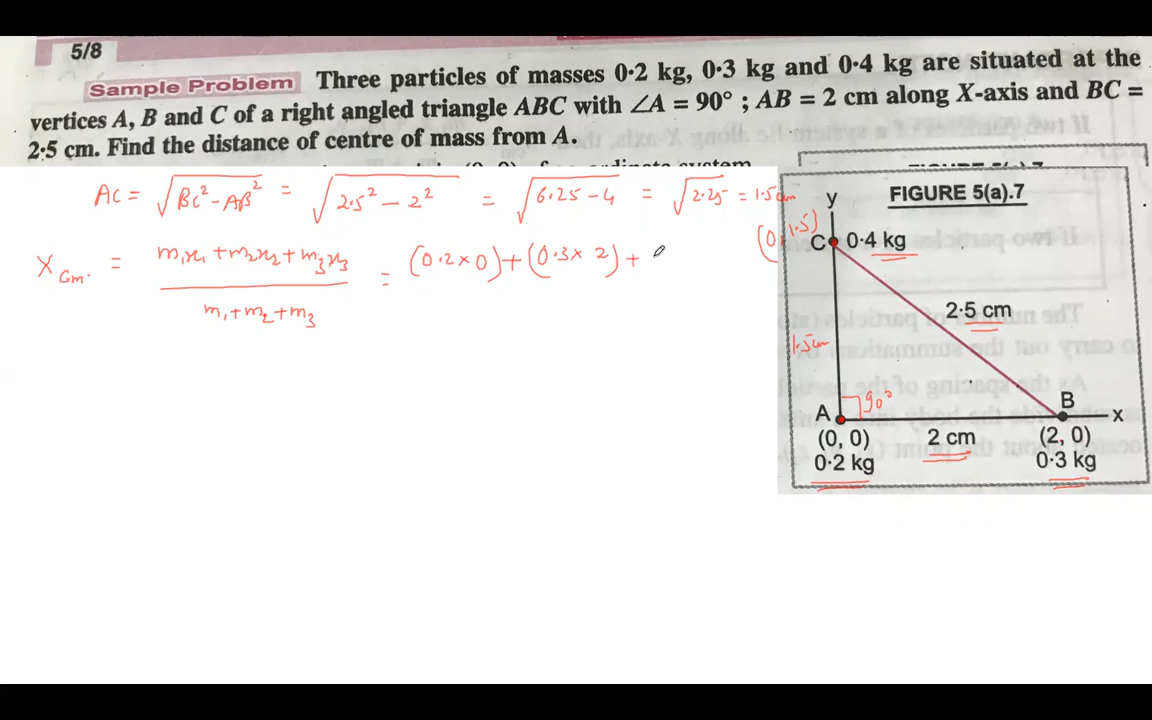 5/8
Sample Problem Three particles of masses 0·2 kg, 0·3 kg and 0·4 kg are situated at the
vertices A, B and C of a right angled triangle ABC with ∠A = 90° ; AB = 2 cm along X-axis and BC =
2·5 cm. Find the distance of centre of mass from A.
AC = √(BC² - AB²) = √(2.5² - 2²) = √(6.25 - 4) = √2.25 = 1.5cm
X Gm. = (m₁x₁ + m₂x₂ + m₃x₃)/(m₁ + m₂ + m₃) = (0.2 × 0) + (0.3 × 2) +
FIGURE 5(a).7
y
(0, 1.5)
C 0·4 kg
2·5 cm
1.5cm
90°
A B x
(0, 0) 2 cm (2, 0)
0·2 kg 0·3 kg